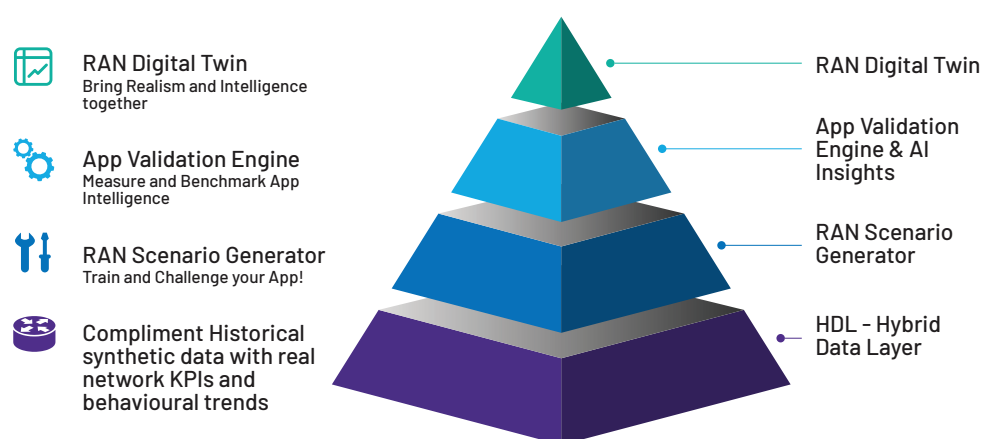 RAN Digital Twin
Bring Realism and Intelligence
together
App Validation Engine
Measure and Benchmark App
Intelligence
RAN Scenario Generator
Train and Challenge your App!
Compliment Historical
synthetic data with real
network KPIs and
behavioural trends
RAN Digital Twin
App Validation
Engine & AI
Insights
RAN Scenario
Generator
HDL - Hybrid
Data Layer